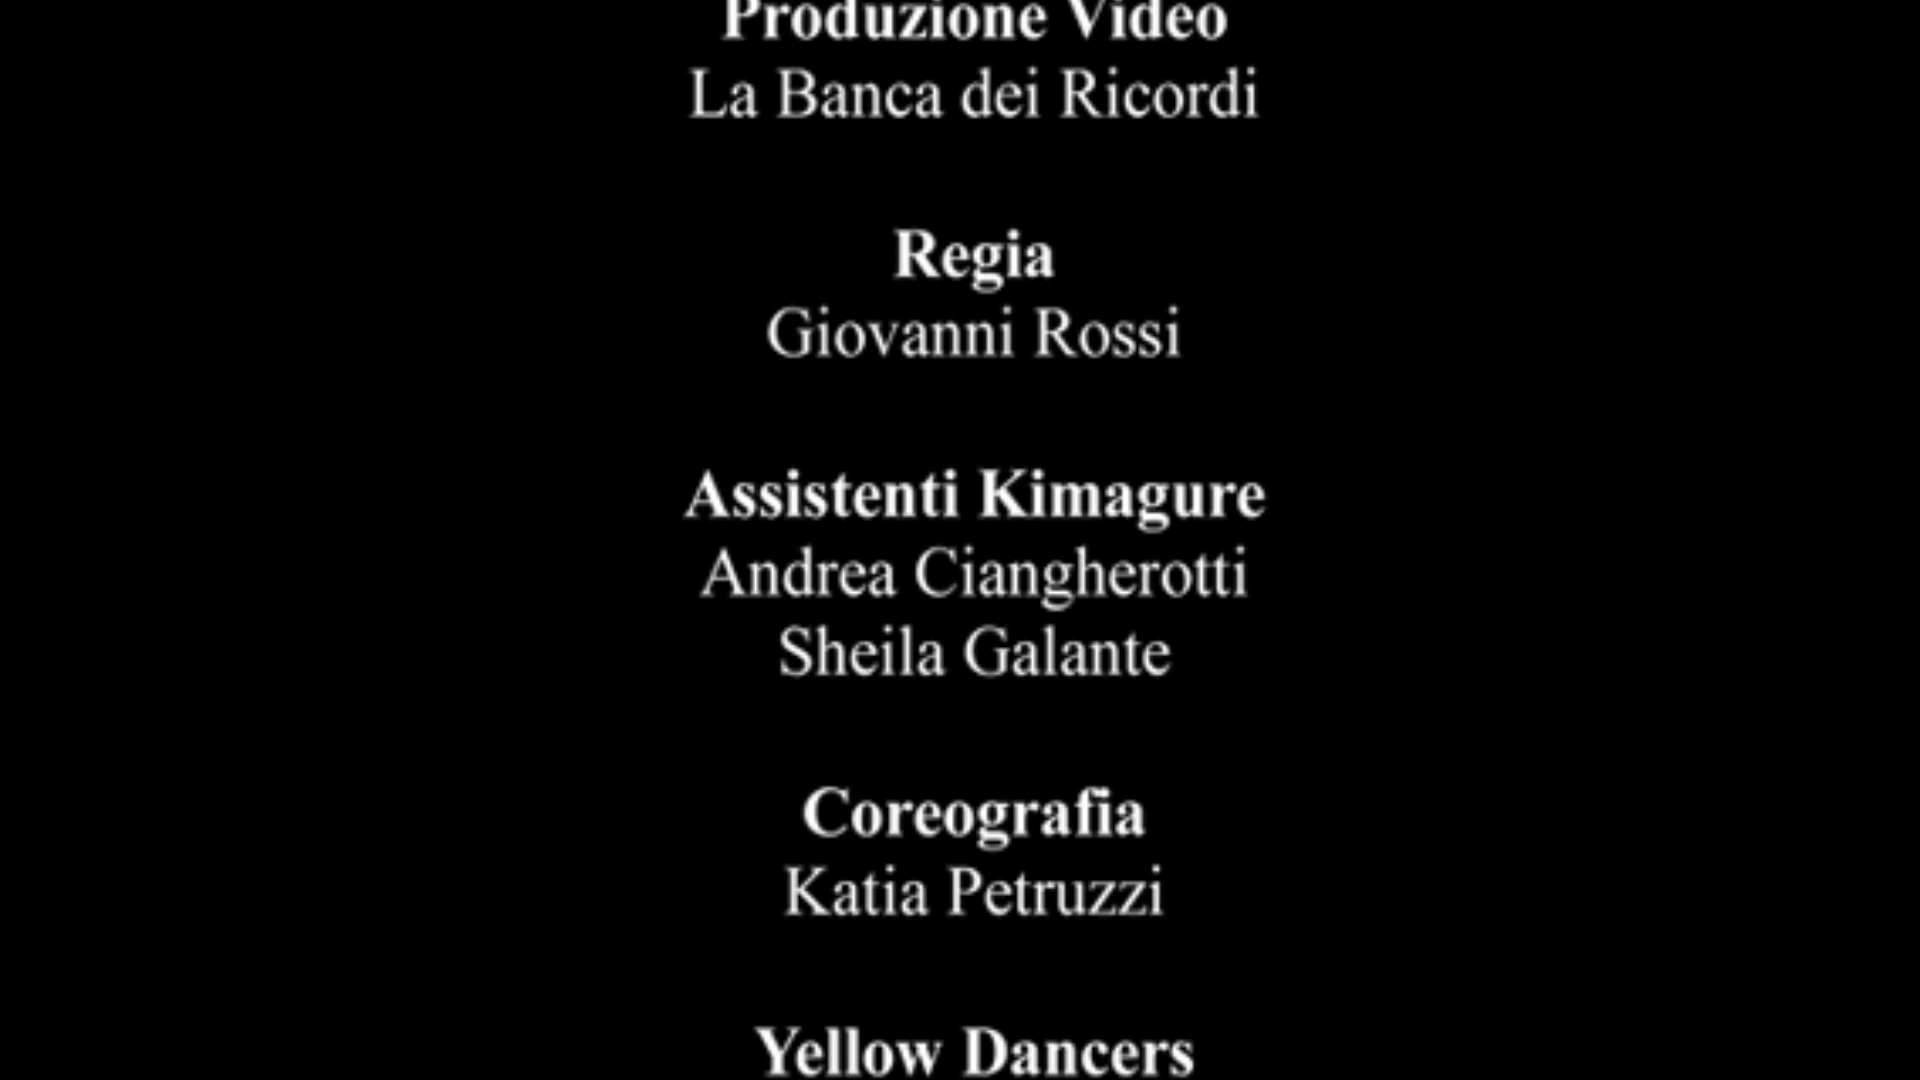 Produzione Video
La Banca dei Ricordi
Regia
Giovanni Rossi
Assistenti Kimagure
Andrea Ciangherotti
Sheila Galante
Coreografia
Katia Petruzzi
Yellow Dancers